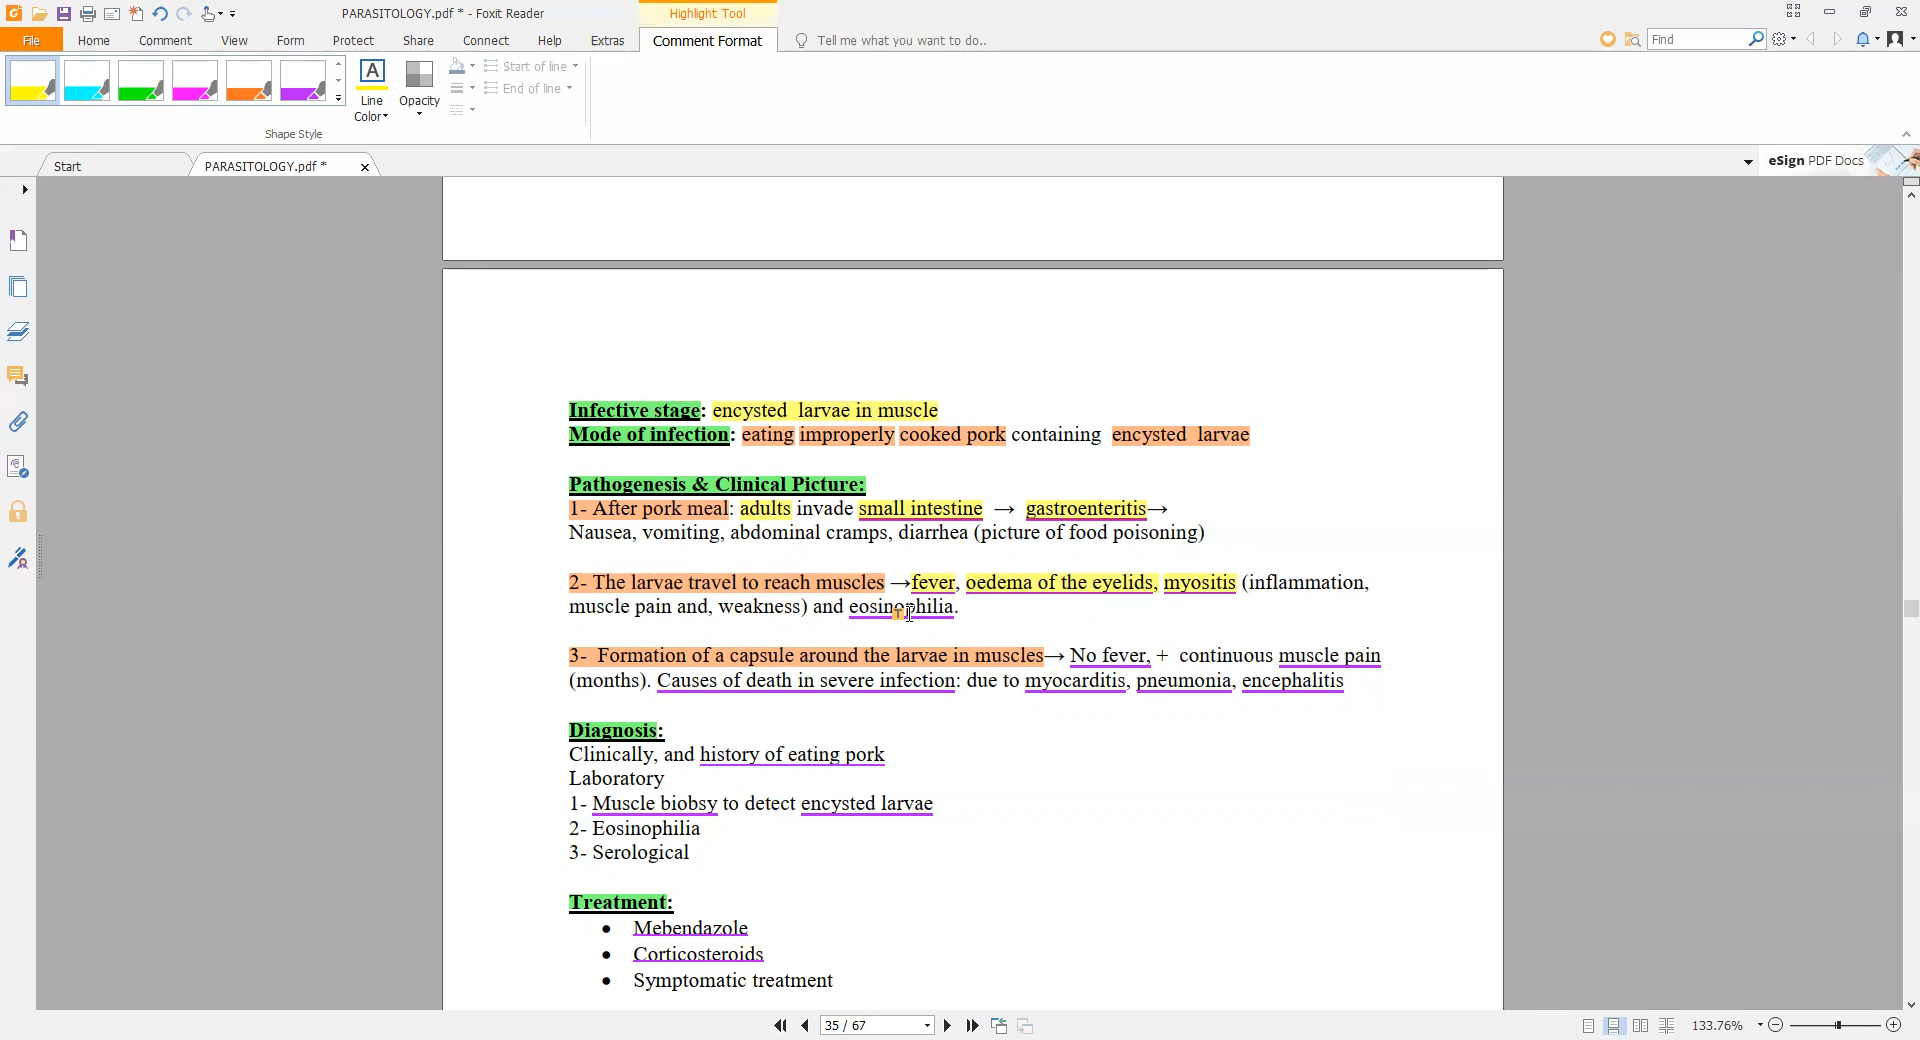 PARASITOLOGY.pdf * - Foxit Reader
Highlight Tool
File Home Comment View Form Protect Share Connect Help Extras Comment Format Tell me what you want to do.. Find
Start of line
End of line
Line Color
Opacity
Shape Style
Start PARASITOLOGY.pdf * eSign PDF Docs
Infective stage: encysted larvae in muscle
Mode of infection: eating improperly cooked pork containing encysted larvae
Pathogenesis & Clinical Picture:
1- After pork meal: adults invade small intestine → gastroenteritis→
Nausea, vomiting, abdominal cramps, diarrhea (picture of food poisoning)
2- The larvae travel to reach muscles →fever, oedema of the eyelids, myositis (inflammation,
muscle pain and, weakness) and eosinophilia.
3- Formation of a capsule around the larvae in muscles→ No fever, + continuous muscle pain
(months). Causes of death in severe infection: due to myocarditis, pneumonia, encephalitis
Diagnosis:
Clinically, and history of eating pork
Laboratory
1- Muscle biobsy to detect encysted larvae
2- Eosinophilia
3- Serological
Treatment:
• Mebendazole
• Corticosteroids
• Symptomatic treatment
35 / 67 133.76%